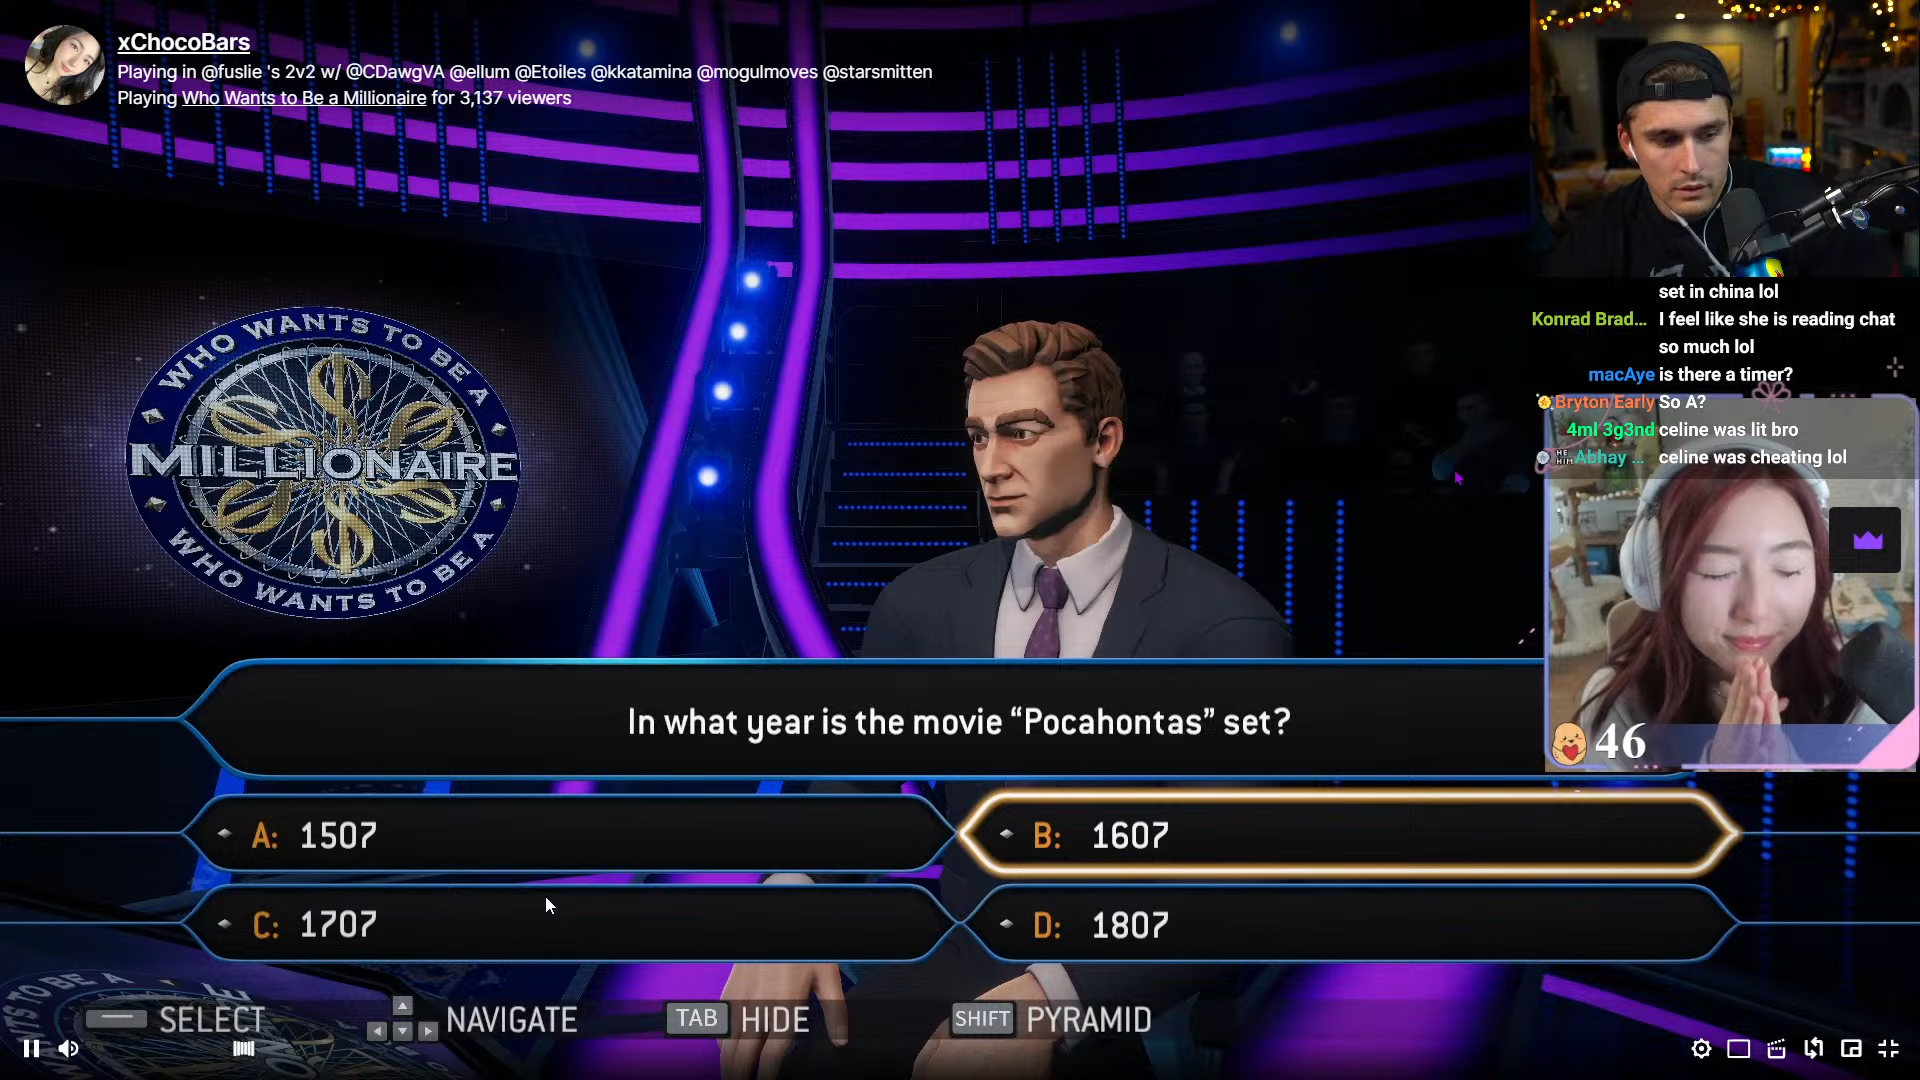 xChocoBars
Playing in @fuslie 's 2v2 w/ @CDawgVA @ellum @Etoiles @kkatamina @mogulmoves @starsmitten
Playing Who Wants to Be a Millionaire for 3,137 viewers
set in china lol
Konrad Brad... I feel like she is reading chat
so much lol
macAye is there a timer?
Bryton Early So A?
4ml 3g3nd celine was lit bro
HE HIM Abhay ... celine was cheating lol
WHO WANTS TO BE A
MILLIONAIRE
WHO WANTS TO BE A
46
In what year is the movie “Pocahontas” set?
A: 1507
B: 1607
C: 1707
D: 1807
SELECT
NAVIGATE
TAB HIDE
SHIFT PYRAMID